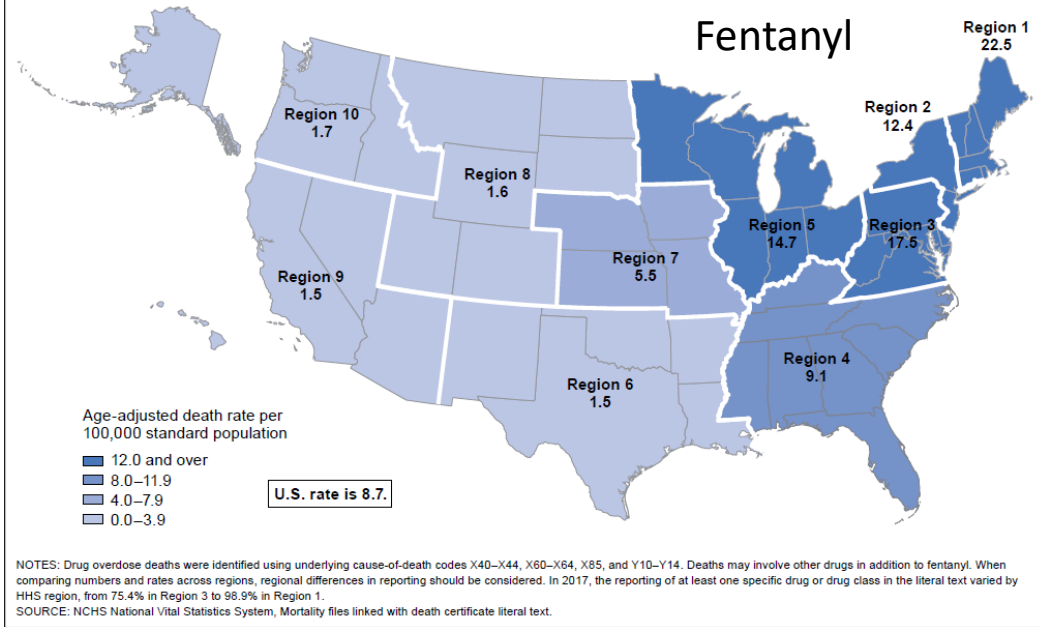 Fentanyl
Region 1
22.5
Region 2
12.4
Region 10
1.7
Region 8
1.6
Region 5
14.7
Region 3
17.5
Region 7
5.5
Region 9
1.5
Region 4
9.1
Region 6
1.5
Age-adjusted death rate per
100,000 standard population
12.0 and over
8.0–11.9
4.0–7.9
0.0–3.9
U.S. rate is 8.7.
NOTES: Drug overdose deaths were identified using underlying cause-of-death codes X40–X44, X60–X64, X85, and Y10–Y14. Deaths may involve other drugs in addition to fentanyl. When
comparing numbers and rates across regions, regional differences in reporting should be considered. In 2017, the reporting of at least one specific drug or drug class in the literal text varied by
HHS region, from 75.4% in Region 3 to 98.9% in Region 1.
SOURCE: NCHS National Vital Statistics System, Mortality files linked with death certificate literal text.